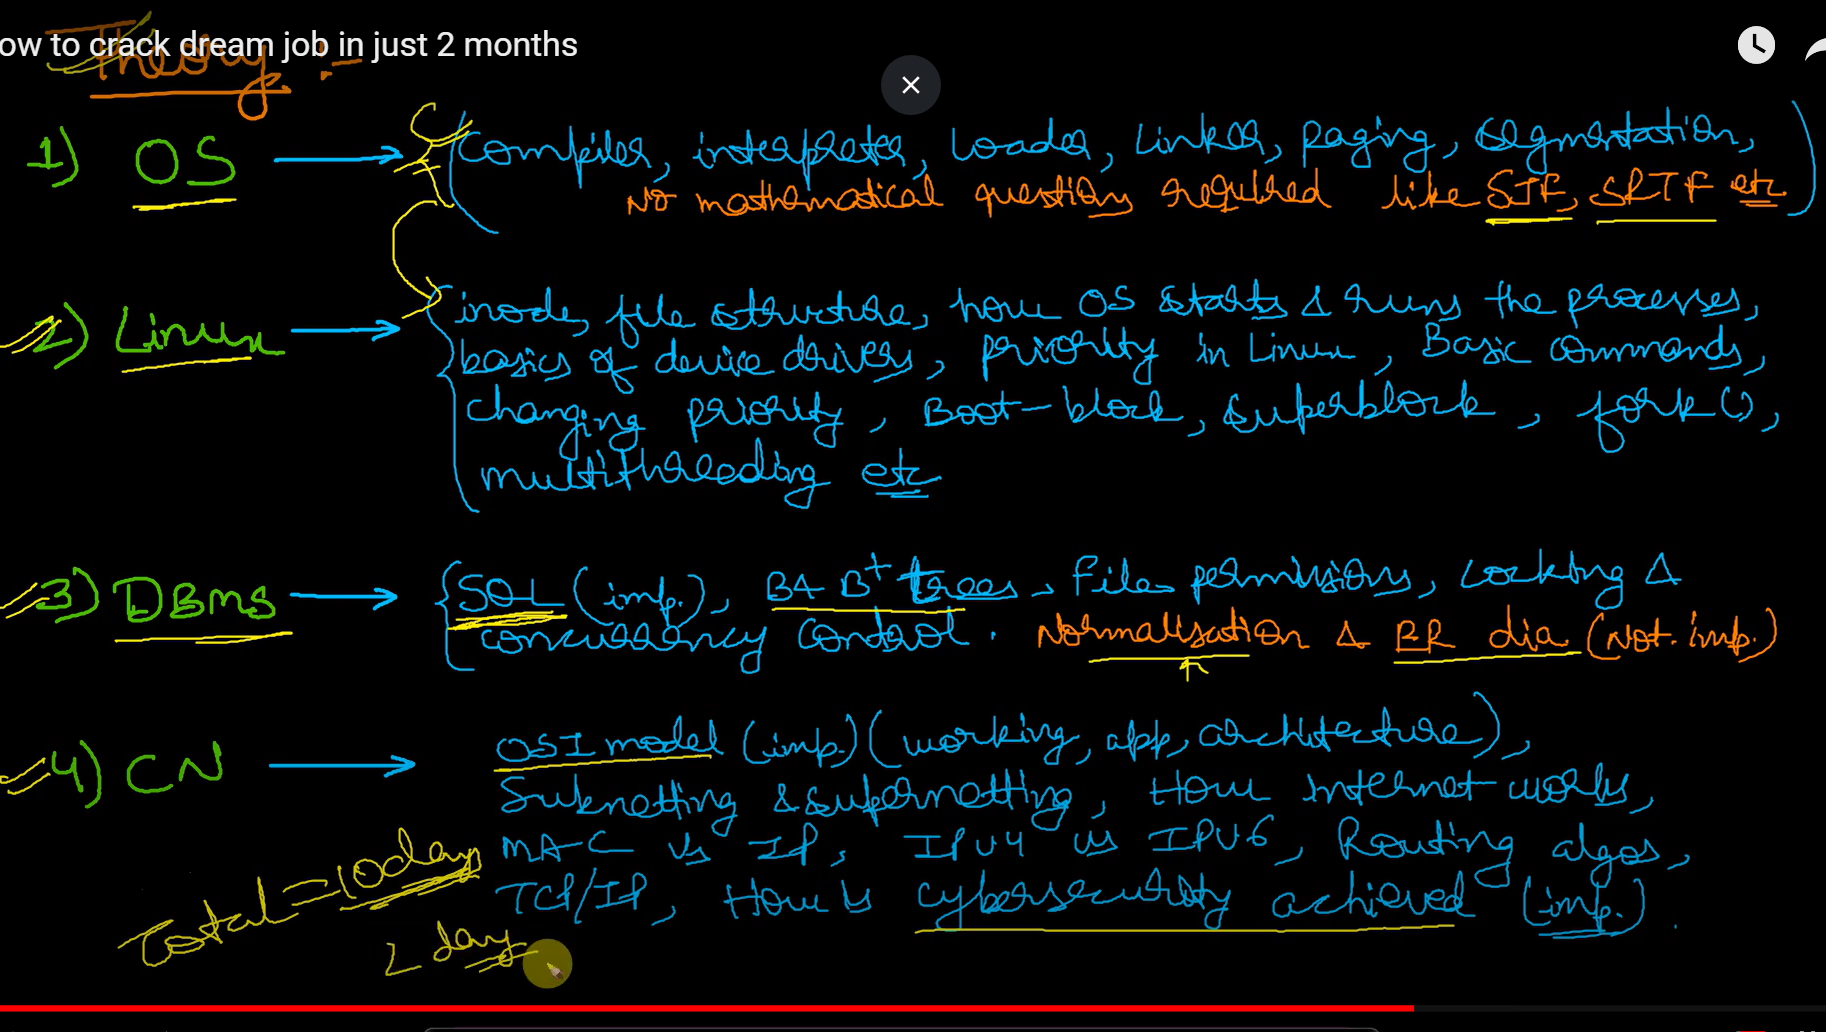 ow to crack dream job in just 2 months
Theory :-
1) OS → (Compiler, interpreter, Loader, Linker, Paging, segmentation,
No mathematical questions required like SJF, SRTF etc)
2) Linux → {inode, file structure, how OS starts & runs the processes,
basics of device drivers, priority in Linux, Basic commands,
changing priority, Boot-block, superblock, fork(),
multithreading etc
3) DBMS → {SQL (imp.), B & B+ trees, File permissions, Locking &
concurrency control. Normalisation & ER dia (Not. imp.)
4) CN → OSI model (imp.) (working, app, architecture),
Subnetting & supernetting, How internet works,
MAC vs IP, IPV4 vs IPV6, Routing algos,
TCP/IP, How is cybersecurity achieved (imp.).
Total = 10 days
2 day